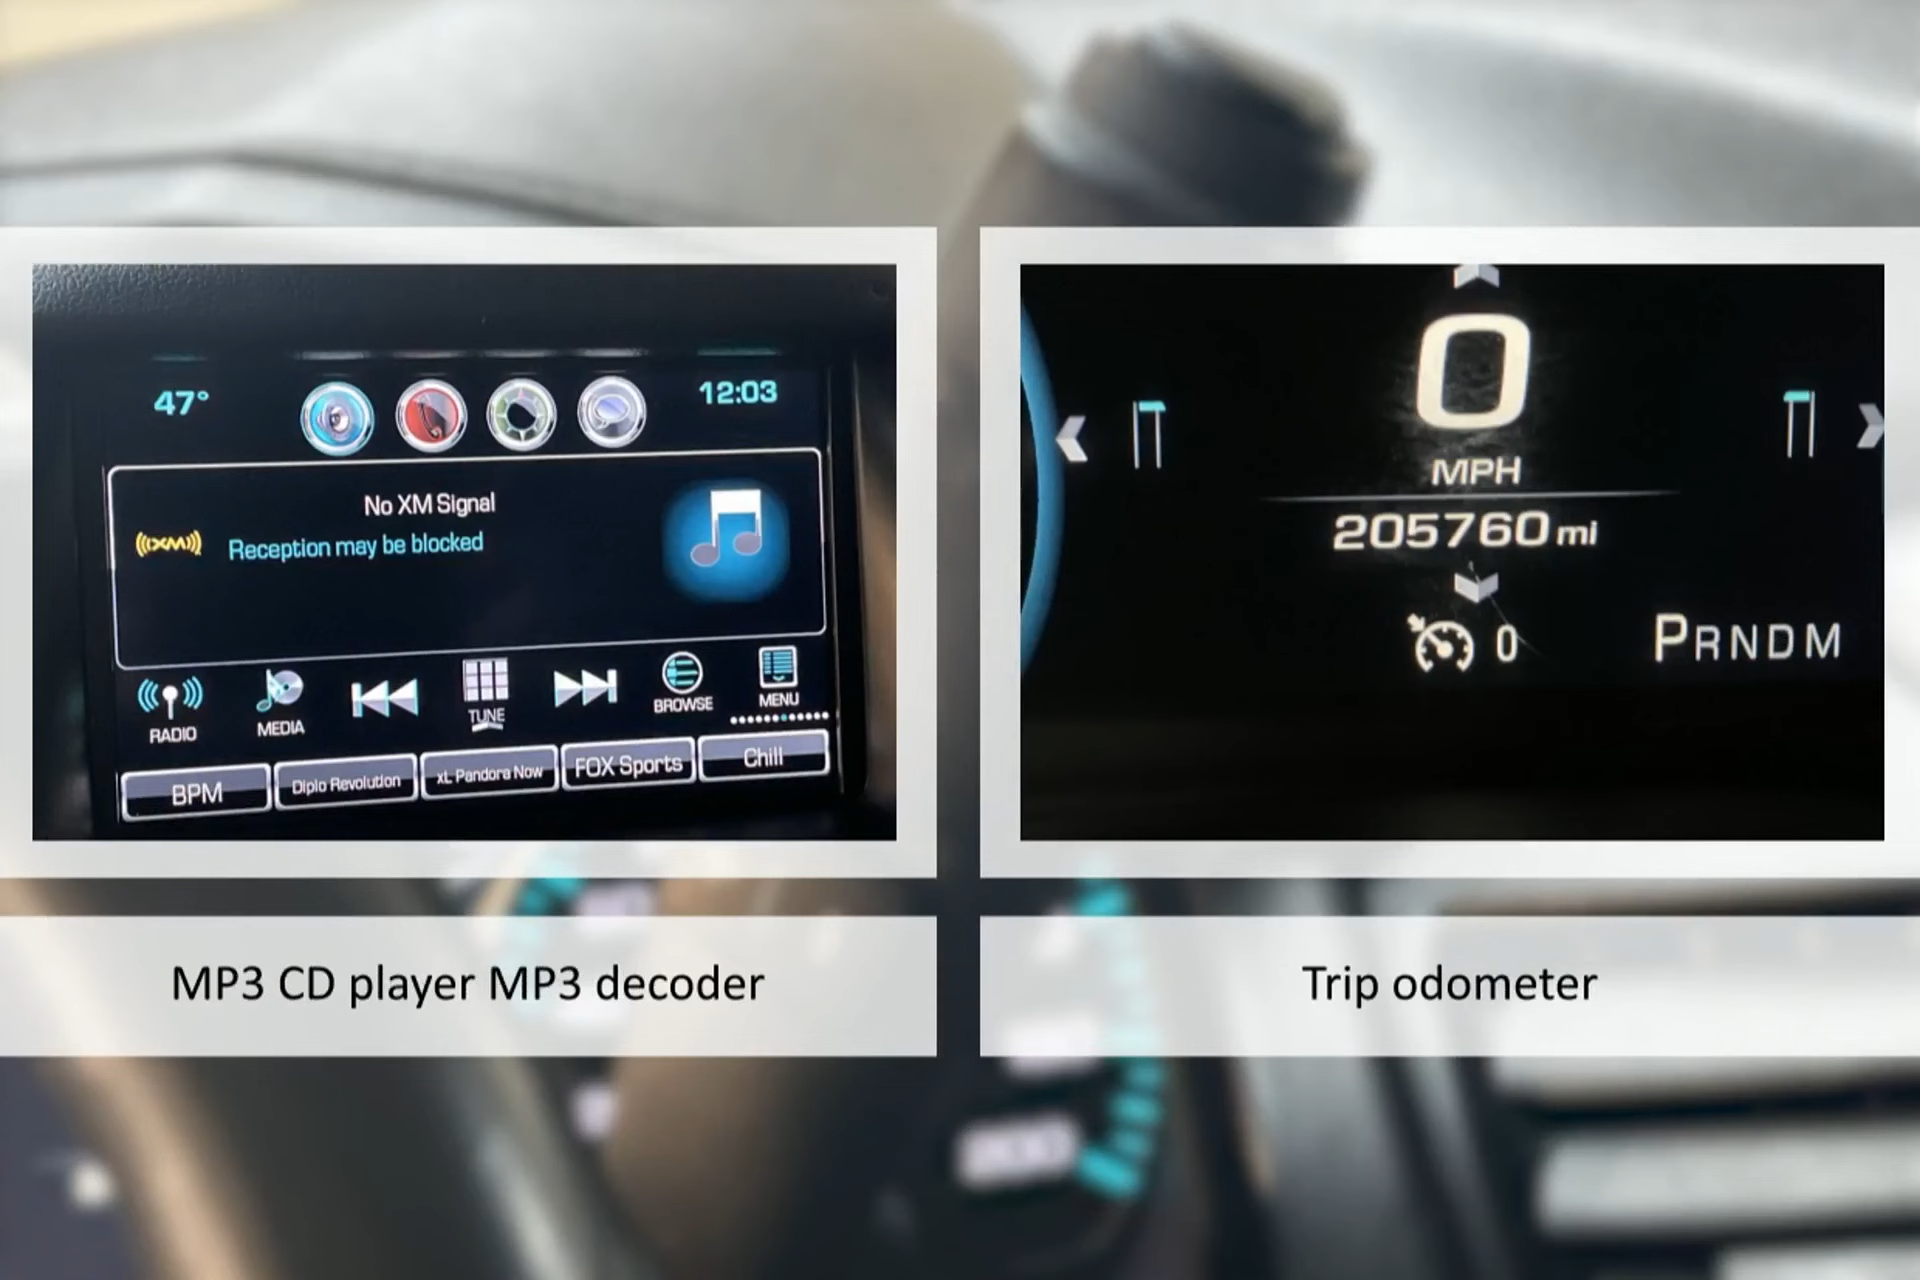 47°
12:03
No XM Signal
((XM))
Reception may be blocked
RADIO
MEDIA
TUNE
BROWSE
MENU
BPM
Diplo Revolution
xL Pandora Now
FOX Sports
Chill
0
MPH
205760 mi
0
PRNDM
MP3 CD player MP3 decoder
Trip odometer